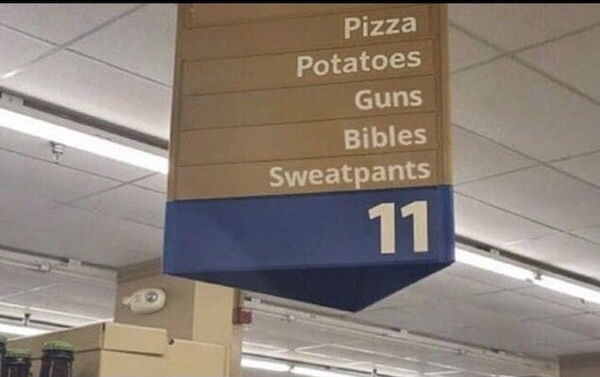 Pizza
Potatoes
Guns
Bibles
Sweatpants
11